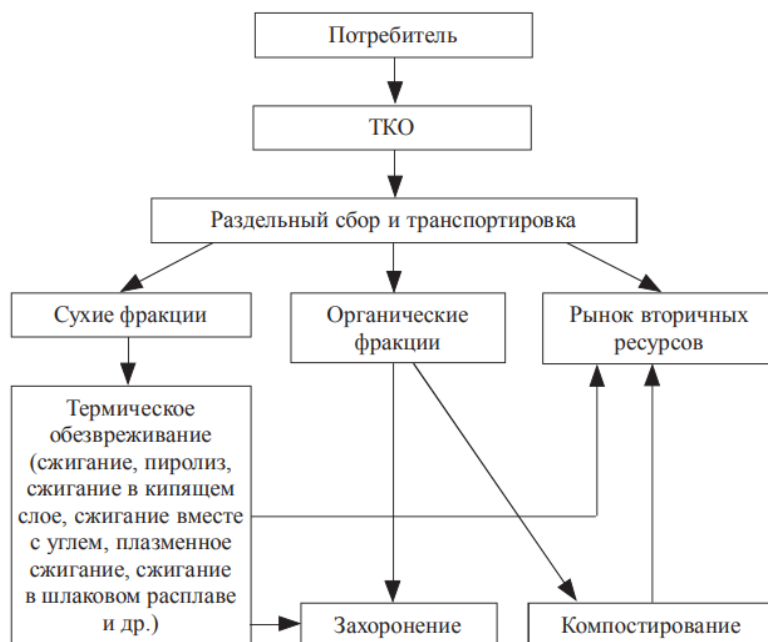 Потребитель
ТКО
Раздельный сбор и транспортировка
Сухие фракции
Органические
фракции
Рынок вторичных
ресурсов
Термическое
обезвреживание
(сжигание, пиролиз,
сжигание в кипящем
слое, сжигание вместе
с углем, плазменное
сжигание, сжигание
в шлаковом расплаве
и др.)
Захоронение
Компостирование